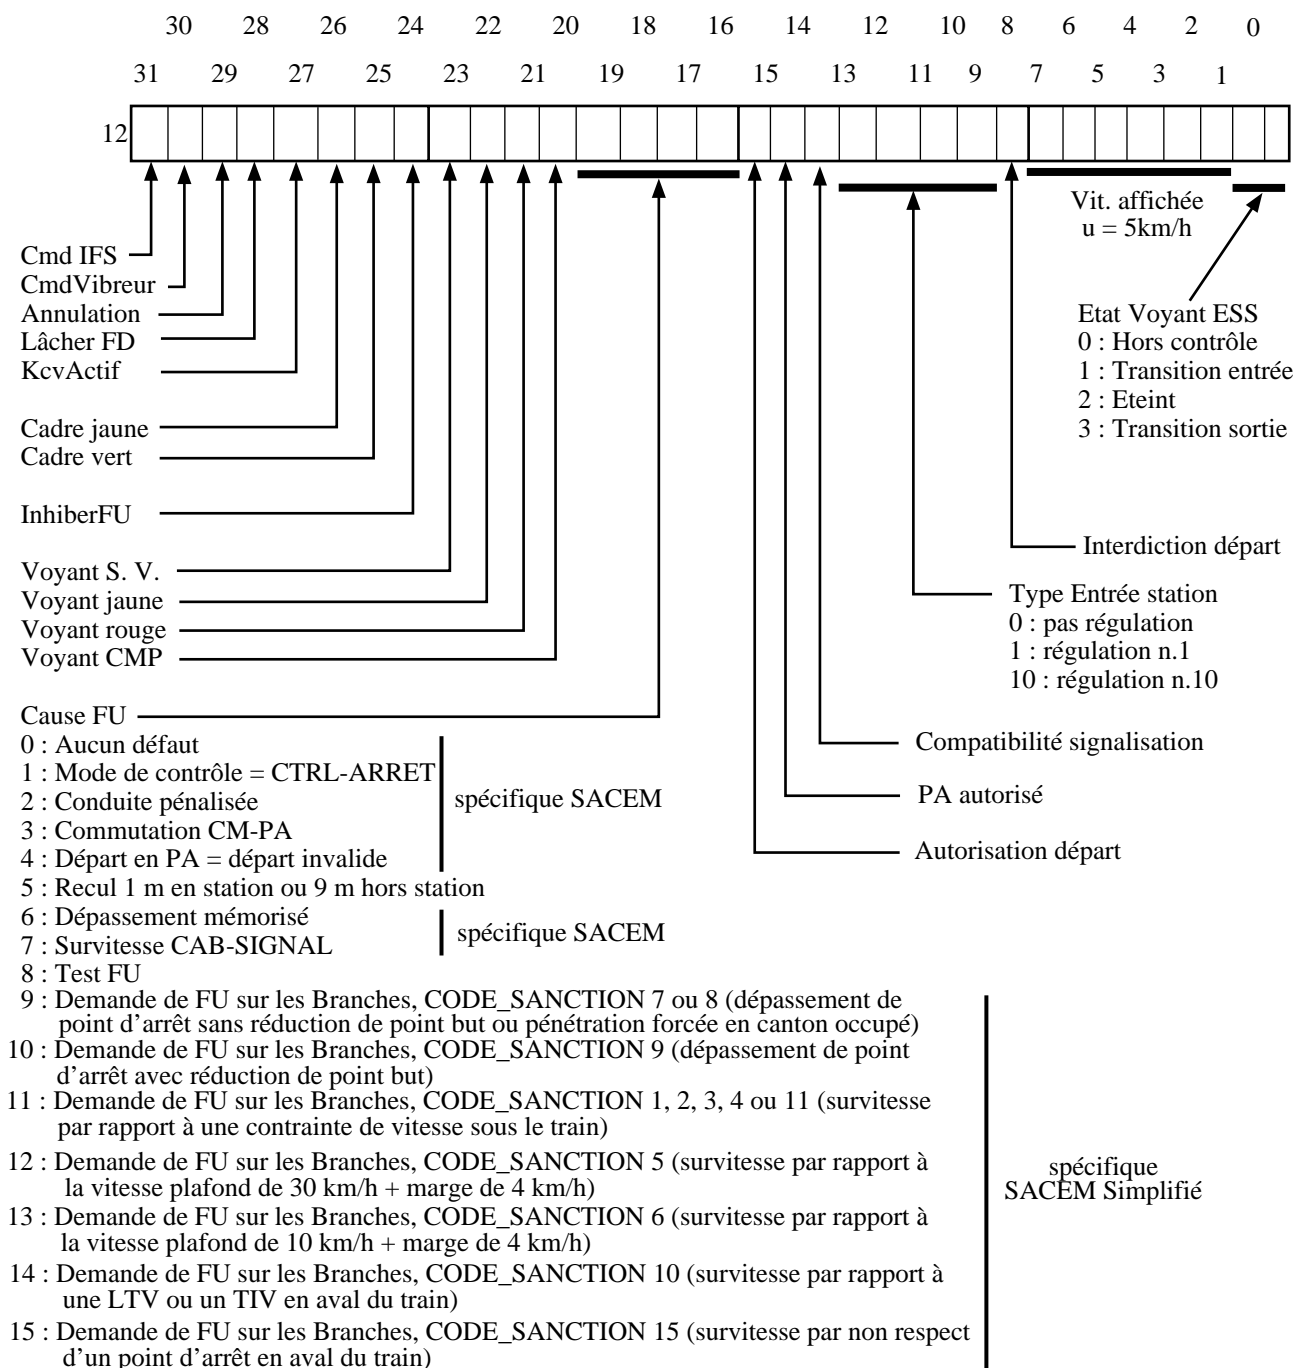 30 28 26 24 22 20 18 16 14 12 10 8 6 4 2 0
31 29 27 25 23 21 19 17 15 13 11 9 7 5 3 1
12
Vit. affichée
u = 5km/h
Cmd IFS
CmdVibreur
Annulation
Lâcher FD
KcvActif
Etat Voyant ESS
0 : Hors contrôle
1 : Transition entrée
2 : Eteint
3 : Transition sortie
Cadre jaune
Cadre vert
InhiberFU
Interdiction départ
Voyant S. V.
Voyant jaune
Voyant rouge
Voyant CMP
Type Entrée station
0 : pas régulation
1 : régulation n.1
10 : régulation n.10
Cause FU
0 : Aucun défaut
1 : Mode de contrôle = CTRL-ARRET
2 : Conduite pénalisée
3 : Commutation CM-PA
4 : Départ en PA = départ invalide
spécifique SACEM
Compatibilité signalisation
PA autorisé
Autorisation départ
5 : Recul 1 m en station ou 9 m hors station
6 : Dépassement mémorisé
7 : Survitesse CAB-SIGNAL
spécifique SACEM
8 : Test FU
9 : Demande de FU sur les Branches, CODE_SANCTION 7 ou 8 (dépassement de
point d’arrêt sans réduction de point but ou pénétration forcée en canton occupé)
10 : Demande de FU sur les Branches, CODE_SANCTION 9 (dépassement de point
d’arrêt avec réduction de point but)
11 : Demande de FU sur les Branches, CODE_SANCTION 1, 2, 3, 4 ou 11 (survitesse
par rapport à une contrainte de vitesse sous le train)
12 : Demande de FU sur les Branches, CODE_SANCTION 5 (survitesse par rapport à
la vitesse plafond de 30 km/h + marge de 4 km/h)
13 : Demande de FU sur les Branches, CODE_SANCTION 6 (survitesse par rapport à
la vitesse plafond de 10 km/h + marge de 4 km/h)
14 : Demande de FU sur les Branches, CODE_SANCTION 10 (survitesse par rapport à
une LTV ou un TIV en aval du train)
15 : Demande de FU sur les Branches, CODE_SANCTION 15 (survitesse par non respect
d’un point d’arrêt en aval du train)
spécifique
SACEM Simplifié